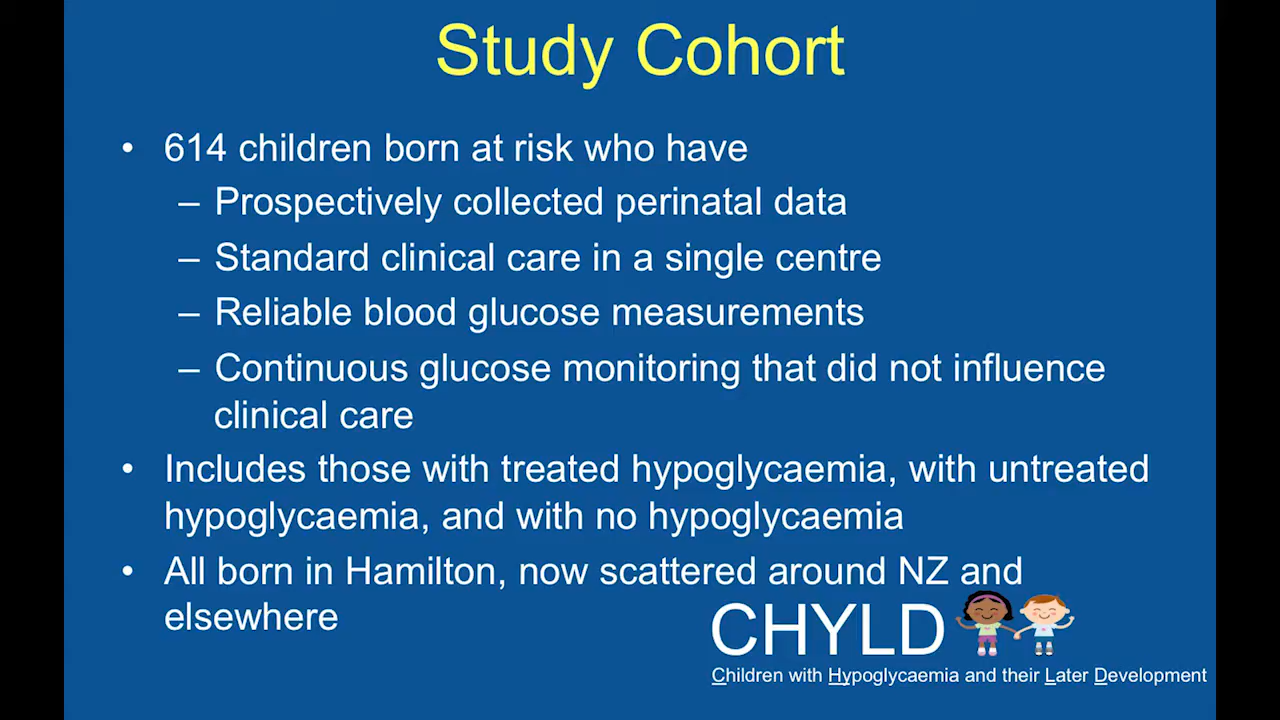 Study Cohort
• 614 children born at risk who have
– Prospectively collected perinatal data
– Standard clinical care in a single centre
– Reliable blood glucose measurements
– Continuous glucose monitoring that did not influence
clinical care
• Includes those with treated hypoglycaemia, with untreated
hypoglycaemia, and with no hypoglycaemia
• All born in Hamilton, now scattered around NZ and
elsewhere
CHYLD
Children with Hypoglycaemia and their Later Development